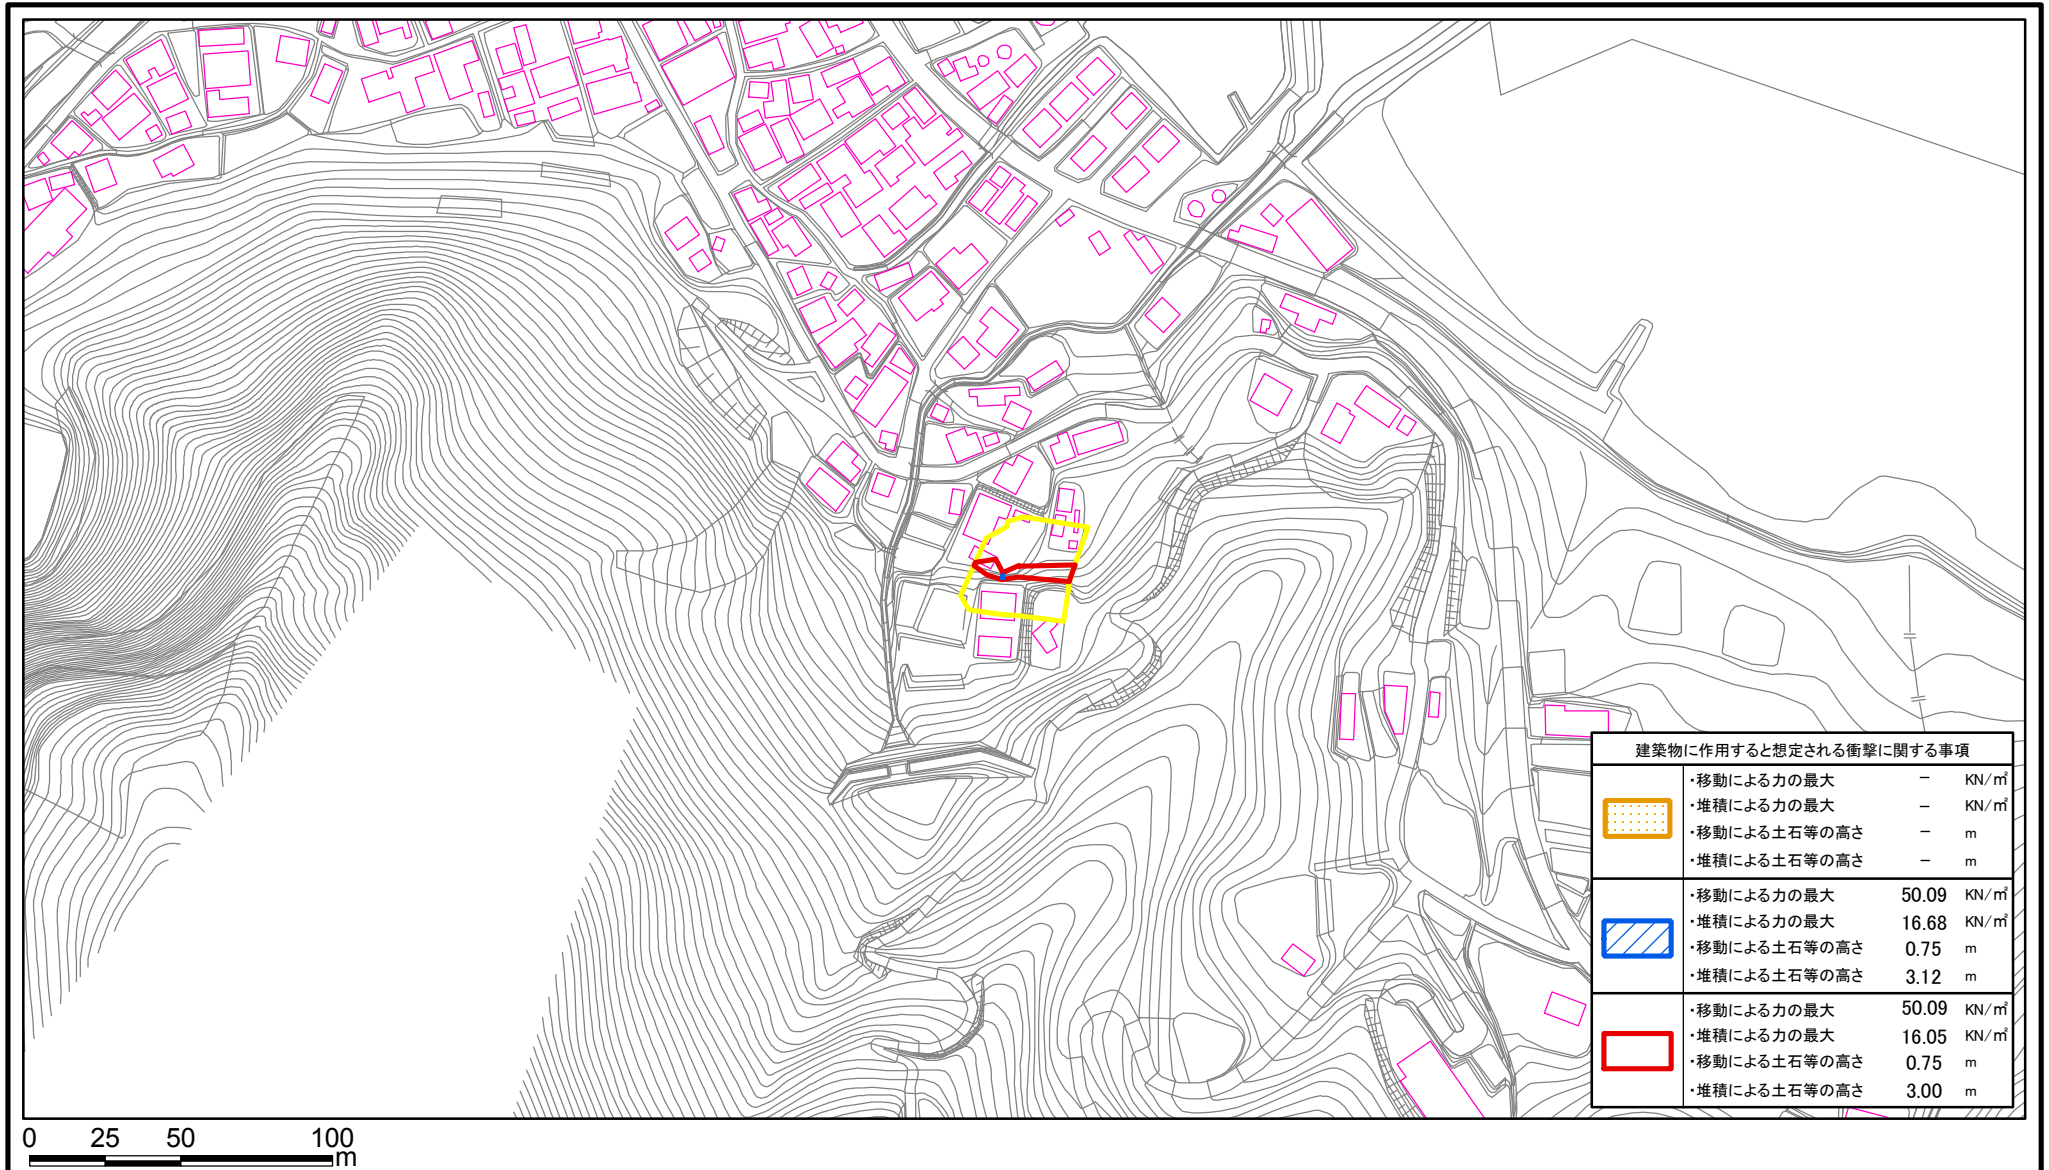 建築物に作用すると想定される衝撃に関する事項
・移動による力の最大 － KN/㎡
・堆積による力の最大 － KN/㎡
・移動による土石等の高さ － m
・堆積による土石等の高さ － m
・移動による力の最大 50.09 KN/㎡
・堆積による力の最大 16.68 KN/㎡
・移動による土石等の高さ 0.75 m
・堆積による土石等の高さ 3.12 m
・移動による力の最大 50.09 KN/㎡
・堆積による力の最大 16.05 KN/㎡
・移動による土石等の高さ 0.75 m
・堆積による土石等の高さ 3.00 m
0 25 50 100
m